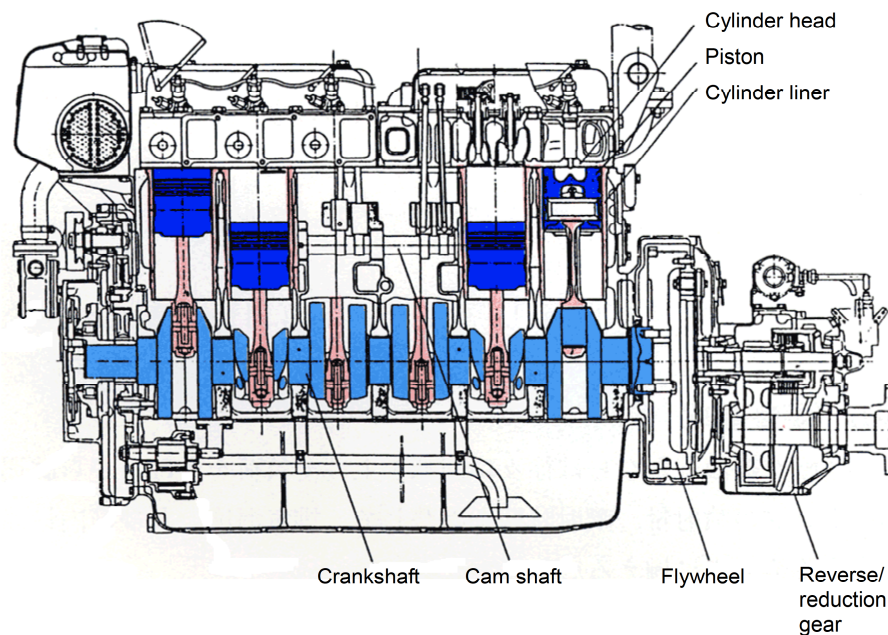 Cylinder head
Piston
Cylinder liner
Crankshaft
Cam shaft
Flywheel
Reverse/
reduction
gear